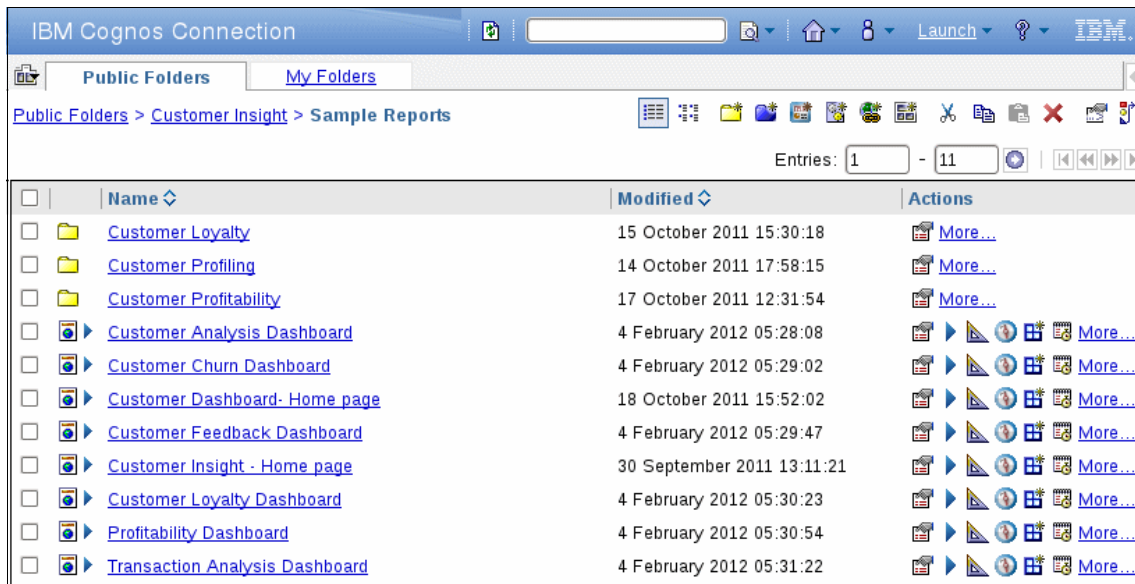 IBM Cognos Connection Launch IBM.
Public Folders My Folders
Public Folders > Customer Insight > Sample Reports
Entries: 1 - 11
Name Modified Actions
Customer Loyalty 15 October 2011 15:30:18 More...
Customer Profiling 14 October 2011 17:58:15 More...
Customer Profitability 17 October 2011 12:31:54 More...
Customer Analysis Dashboard 4 February 2012 05:28:08 More...
Customer Churn Dashboard 4 February 2012 05:29:02 More...
Customer Dashboard- Home page 18 October 2011 15:52:02 More...
Customer Feedback Dashboard 4 February 2012 05:29:47 More...
Customer Insight - Home page 30 September 2011 13:11:21 More...
Customer Loyalty Dashboard 4 February 2012 05:30:23 More...
Profitability Dashboard 4 February 2012 05:30:54 More...
Transaction Analysis Dashboard 4 February 2012 05:31:22 More...